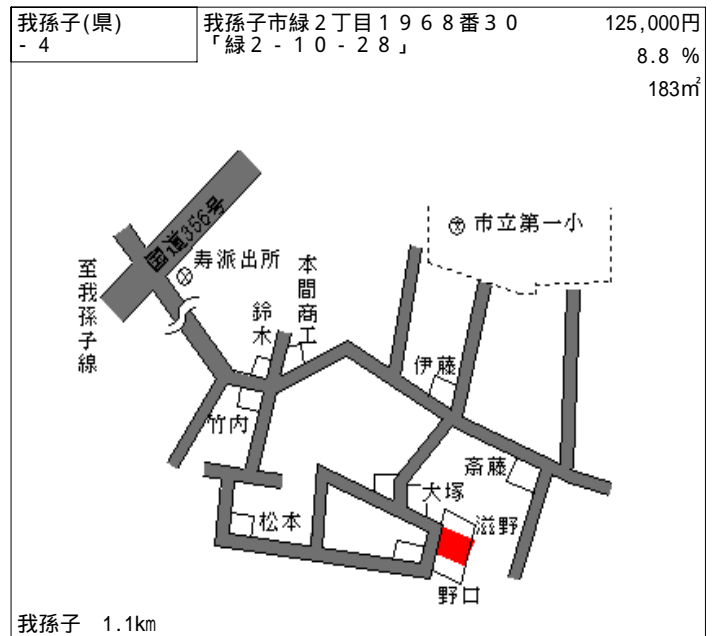 我孫子(県)
- 4
我孫子市緑2丁目1968番30
「緑2 - 10 - 28」
125,000円
8.8 %
183㎡
国道356号
市立第一小
寿派出所
本間商工
至我孫子線
鈴木
伊藤
竹内
斎藤
大塚
松本
滋野
野口
我孫子 1.1km